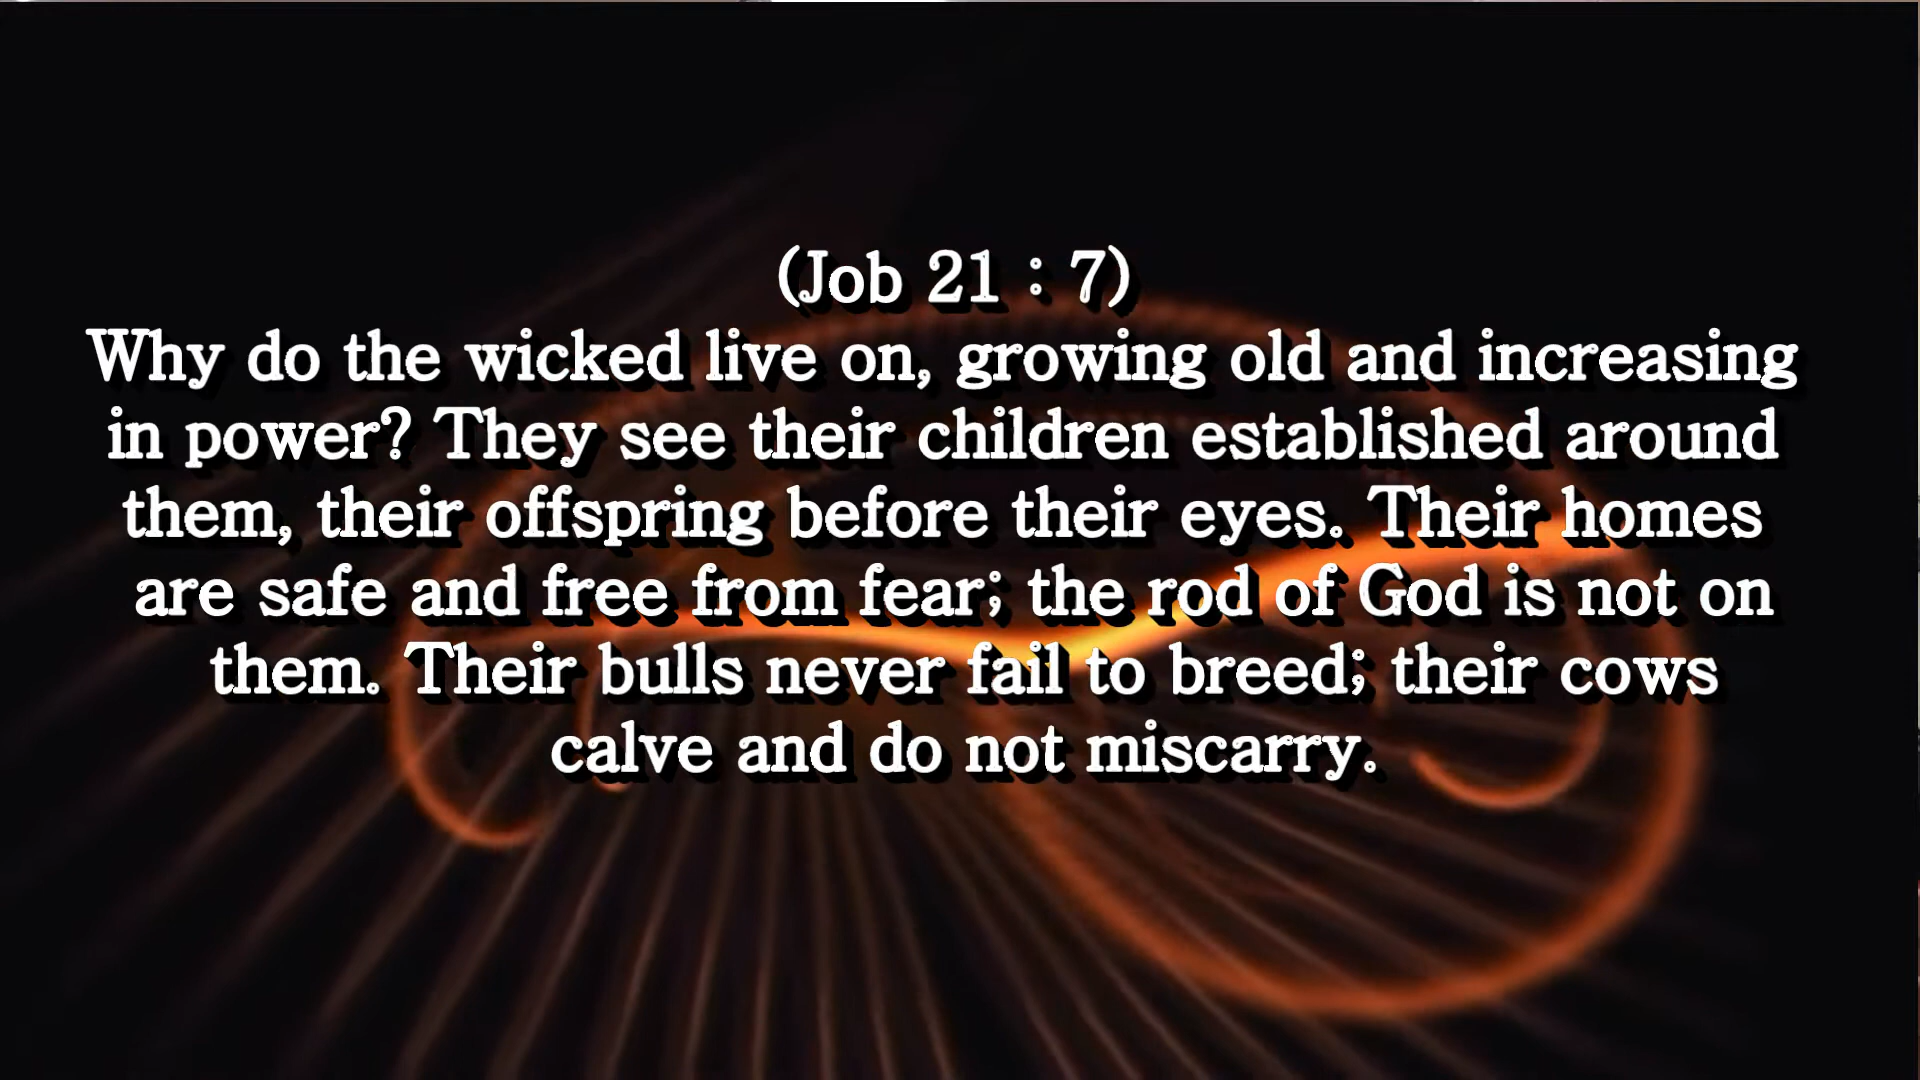 (Job 21 : 7)
Why do the wicked live on, growing old and increasing
in power? They see their children established around
them, their offspring before their eyes. Their homes
are safe and free from fear; the rod of God is not on
them. Their bulls never fail to breed; their cows
calve and do not miscarry.